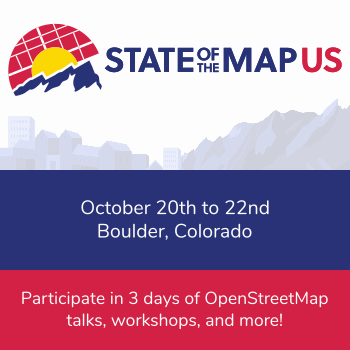 STATE OF THE MAP US
October 20th to 22nd
Boulder, Colorado
Participate in 3 days of OpenStreetMap
talks, workshops, and more!